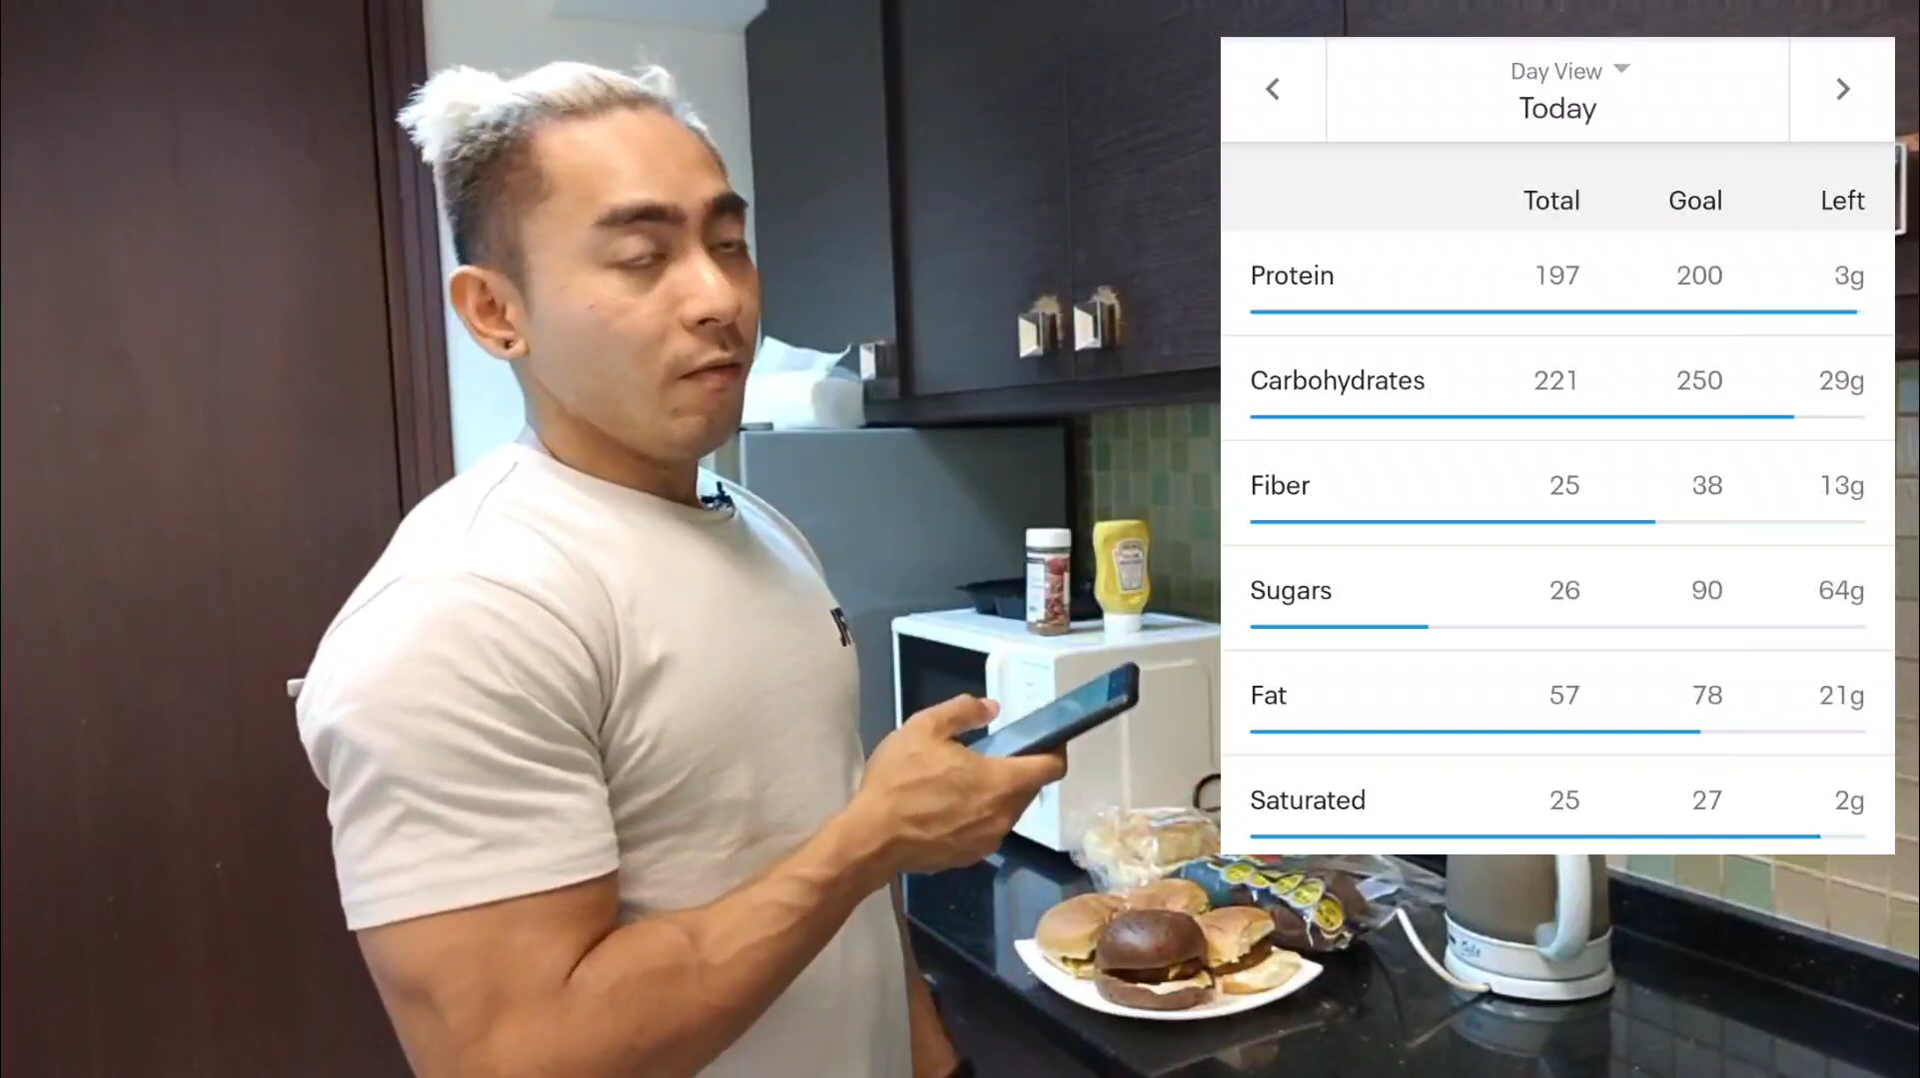 Day View
Today
Total Goal Left
Protein 197 200 3g
Carbohydrates 221 250 29g
Fiber 25 38 13g
Sugars 26 90 64g
Fat 57 78 21g
Saturated 25 27 2g